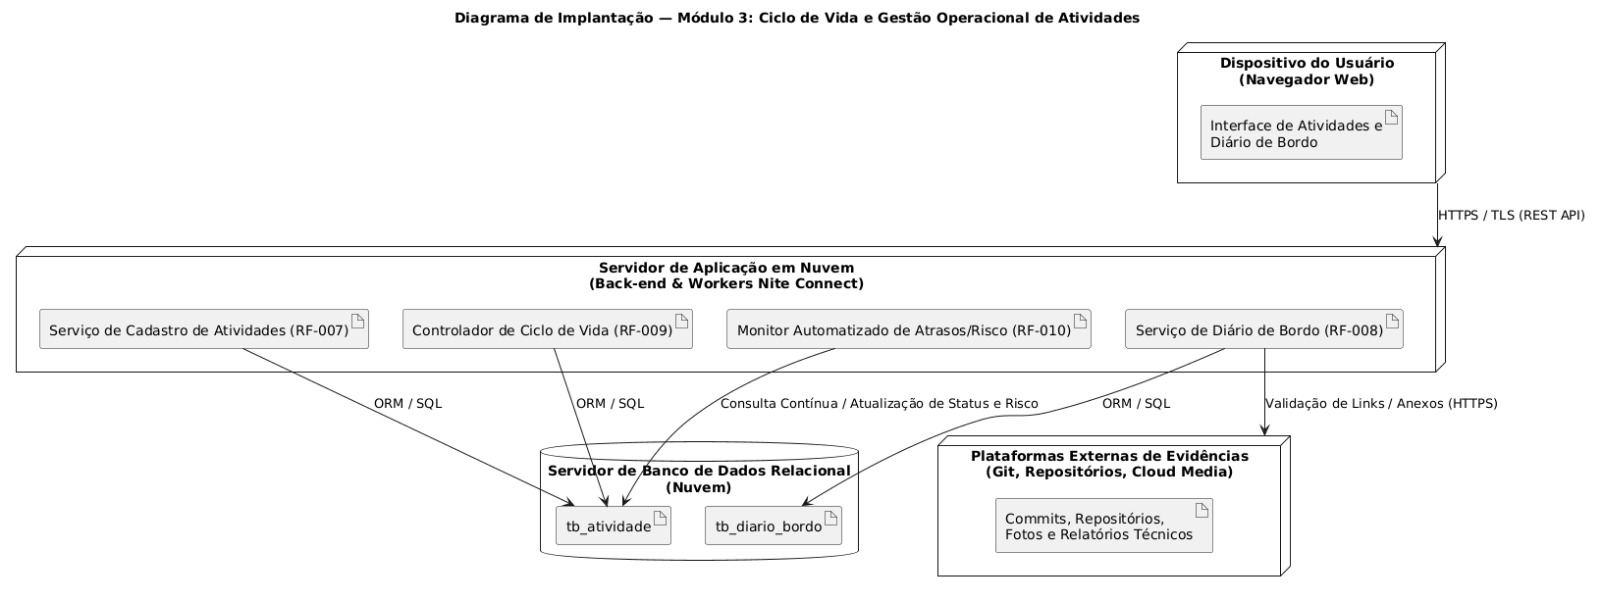 Diagrama de Implantação — Módulo 3: Ciclo de Vida e Gestão Operacional de Atividades
Dispositivo do Usuário
(Navegador Web)
Interface de Atividades e
Diário de Bordo
HTTPS / TLS (REST API)
Servidor de Aplicação em Nuvem
(Back-end & Workers Nite Connect)
Serviço de Cadastro de Atividades (RF-007)
Controlador de Ciclo de Vida (RF-009)
Monitor Automatizado de Atrasos/Risco (RF-010)
Serviço de Diário de Bordo (RF-008)
ORM / SQL
ORM / SQL
Consulta Contínua / Atualização de Status e Risco
ORM / SQL
Validação de Links / Anexos (HTTPS)
Servidor de Banco de Dados Relacional
(Nuvem)
tb_atividade
tb_diario_bordo
Plataformas Externas de Evidências
(Git, Repositórios, Cloud Media)
Commits, Repositórios,
Fotos e Relatórios Técnicos